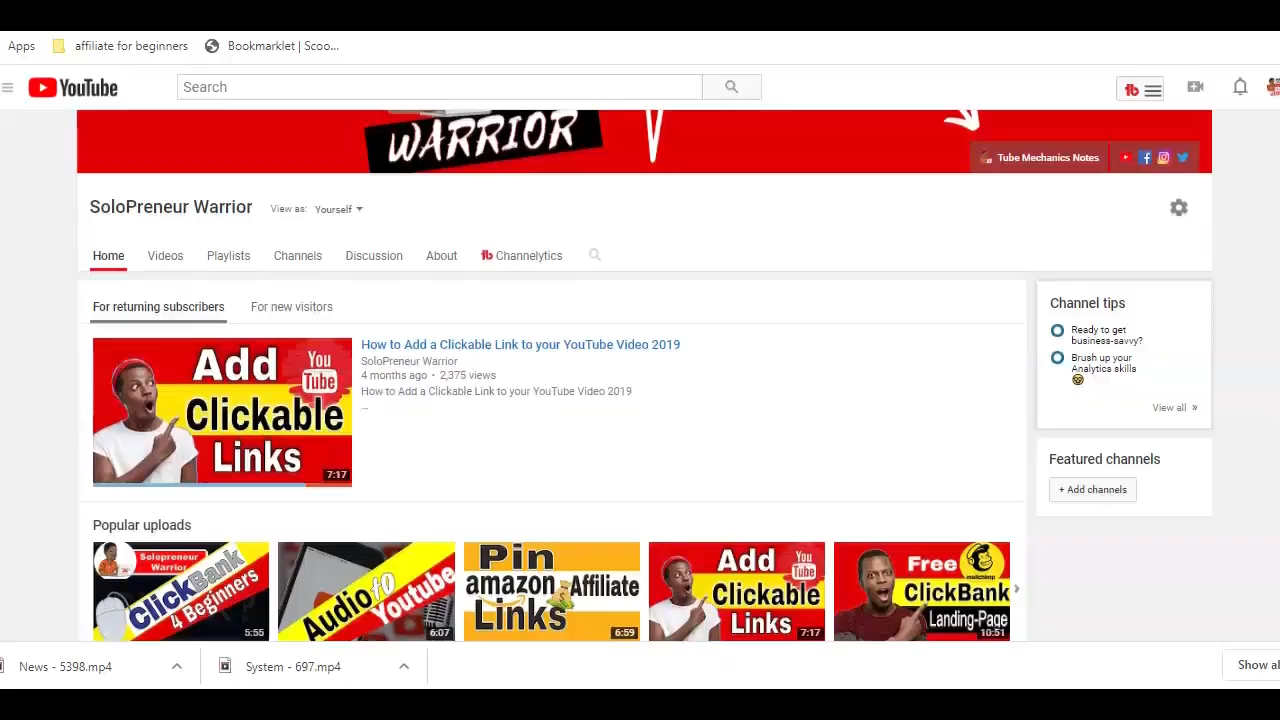 Apps
affiliate for beginners
Bookmarklet | Scoo...
YouTube
Search
tb
WARRIOR
Tube Mechanics Notes
SoloPreneur Warrior
View as:
Yourself
Home
Videos
Playlists
Channels
Discussion
About
tb Channelytics
For returning subscribers
For new visitors
Add
You
Tube
Clickable
Links
7:17
How to Add a Clickable Link to your YouTube Video 2019
SoloPreneur Warrior
4 months ago • 2,375 views
How to Add a Clickable Link to your YouTube Video 2019
...
Channel tips
Ready to get
business-savvy?
Brush up your
Analytics skills
View all »
Featured channels
+ Add channels
Popular uploads
Solopreneur
Warrior
ClickBank
4 Beginners
5:55
Audio to
Youtube
6:07
Pin
amazon
Affiliate
Links
6:59
Add
You
Tube
Clickable
Links
7:17
Free
mailchimp
ClickBank
Landing-Page
10:51
News - 5398.mp4
System - 697.mp4
Show al